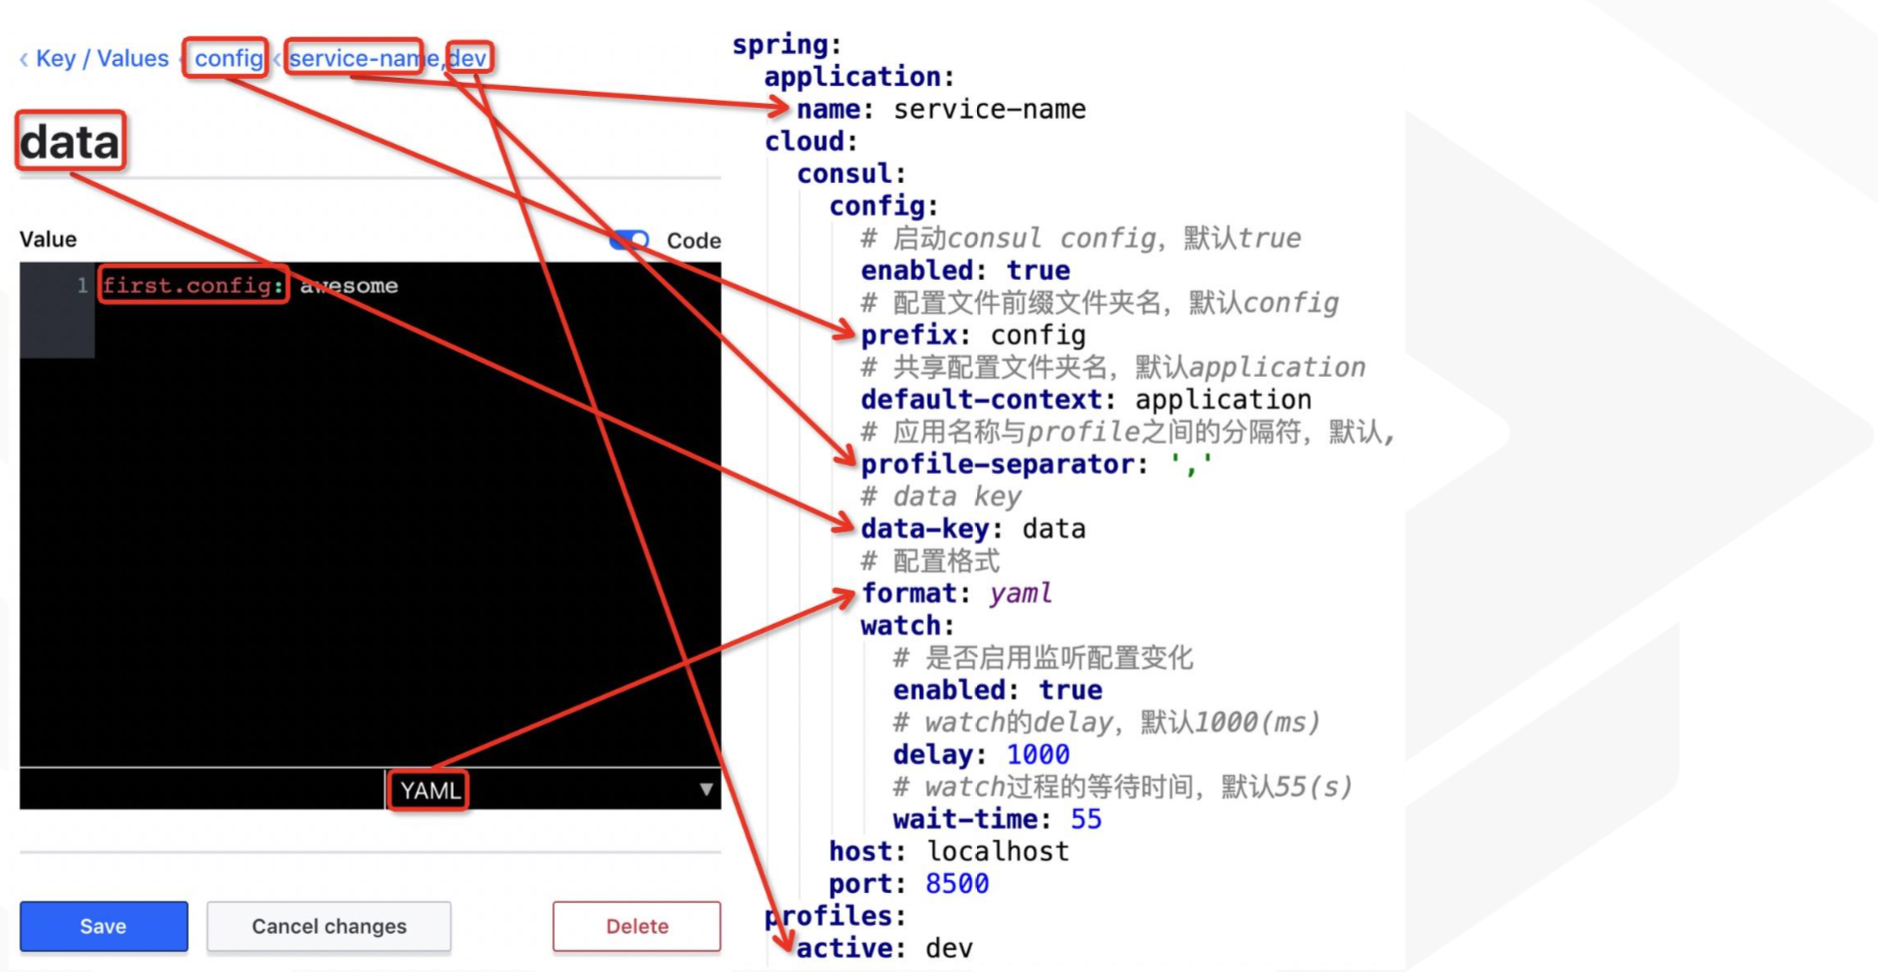 ‹ Key / Values ‹ config ‹ service-name,dev
data
Value
Code
1 first.config: awesome
YAML ▼
Save
Cancel changes
Delete
spring:
application:
name: service-name
cloud:
consul:
config:
# 启动consul config，默认true
enabled: true
# 配置文件前缀文件夹名，默认config
prefix: config
# 共享配置文件夹名，默认application
default-context: application
# 应用名称与profile之间的分隔符，默认,
profile-separator: ','
# data key
data-key: data
# 配置格式
format: yaml
watch:
# 是否启用监听配置变化
enabled: true
# watch的delay，默认1000(ms)
delay: 1000
# watch过程的等待时间，默认55(s)
wait-time: 55
host: localhost
port: 8500
profiles:
active: dev